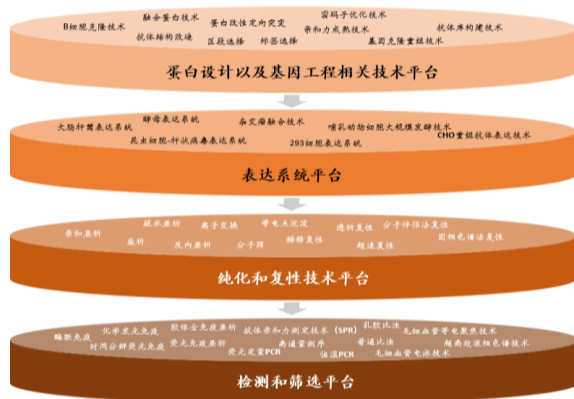 B细胞克隆技术 融合蛋白技术 蛋白改性定向突变 密码子优化技术 抗体库构建技术
抗体结构改造 区段选择 标签选择 亲和力成熟技术 基因克隆重组技术
蛋白设计以及基因工程相关技术平台
大肠杆菌表达系统 酵母表达系统 杂交瘤融合技术 哺乳动物细胞大规模发酵技术
昆虫细胞-杆状病毒表达系统 293细胞表达系统 CHO重组抗体表达技术
表达系统平台
亲和层析 疏水层析 离子交换 等电点沉淀 透析复性 分子伴侣法复性
盐析 反向层析 分子筛 稀释复性 超速复性 固相色谱法复性
纯化和复性技术平台
酶联免疫 化学发光免疫 胶体金免疫层析 抗体亲和力测定技术（SPR） 乳胶比浊 毛细血管等电聚焦技术
时间分辨荧光免疫 荧光免疫层析 高通量测序 普通比浊 超高效液相色谱技术
荧光定量PCR 恒温PCR 毛细血管电泳技术
检测和筛选平台